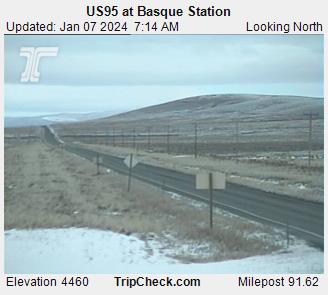 US95 at Basque Station
Updated: Jan 07 2024 7:14 AM Looking North
Elevation 4460 TripCheck.com Milepost 91.62